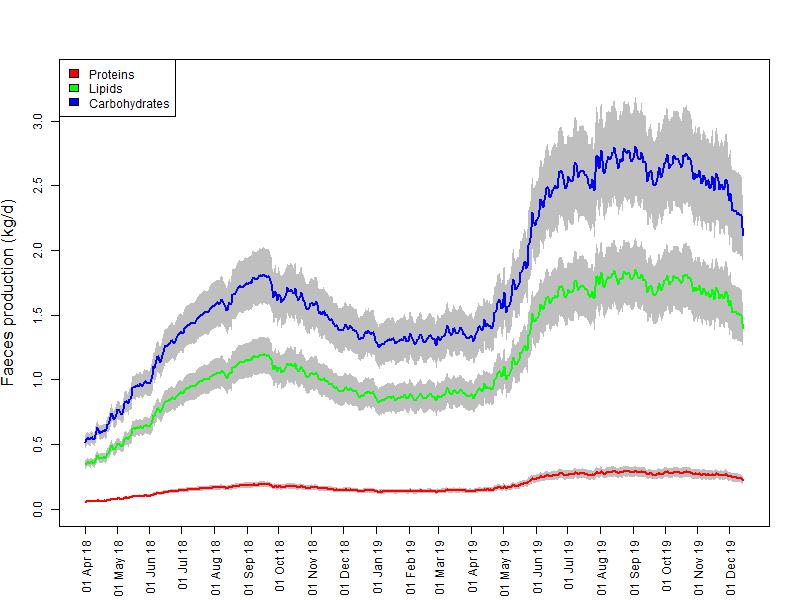 Proteins
Lipids
Carbohydrates
Faeces production (kg/d)
3.0
2.5
2.0
1.5
1.0
0.5
0.0
01 Apr 18
01 May 18
01 Jun 18
01 Jul 18
01 Aug 18
01 Sep 18
01 Oct 18
01 Nov 18
01 Dec 18
01 Jan 19
01 Feb 19
01 Mar 19
01 Apr 19
01 May 19
01 Jun 19
01 Jul 19
01 Aug 19
01 Sep 19
01 Oct 19
01 Nov 19
01 Dec 19